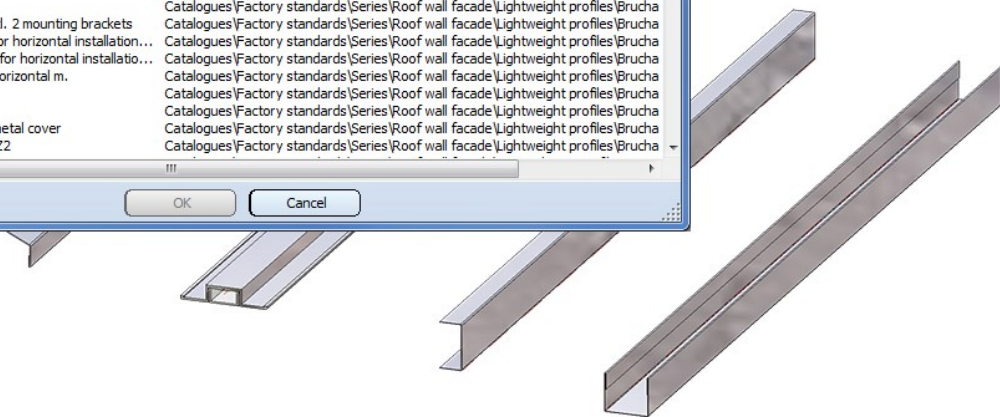 Catalogues\Factory standards\Series\Roof wall facade\Lightweight profiles\Brucha
l. 2 mounting brackets Catalogues\Factory standards\Series\Roof wall facade\Lightweight profiles\Brucha
or horizontal installation... Catalogues\Factory standards\Series\Roof wall facade\Lightweight profiles\Brucha
for horizontal installatio... Catalogues\Factory standards\Series\Roof wall facade\Lightweight profiles\Brucha
orizontal m. Catalogues\Factory standards\Series\Roof wall facade\Lightweight profiles\Brucha
Catalogues\Factory standards\Series\Roof wall facade\Lightweight profiles\Brucha
Catalogues\Factory standards\Series\Roof wall facade\Lightweight profiles\Brucha
etal cover Catalogues\Factory standards\Series\Roof wall facade\Lightweight profiles\Brucha
Z2 Catalogues\Factory standards\Series\Roof wall facade\Lightweight profiles\Brucha
OK Cancel